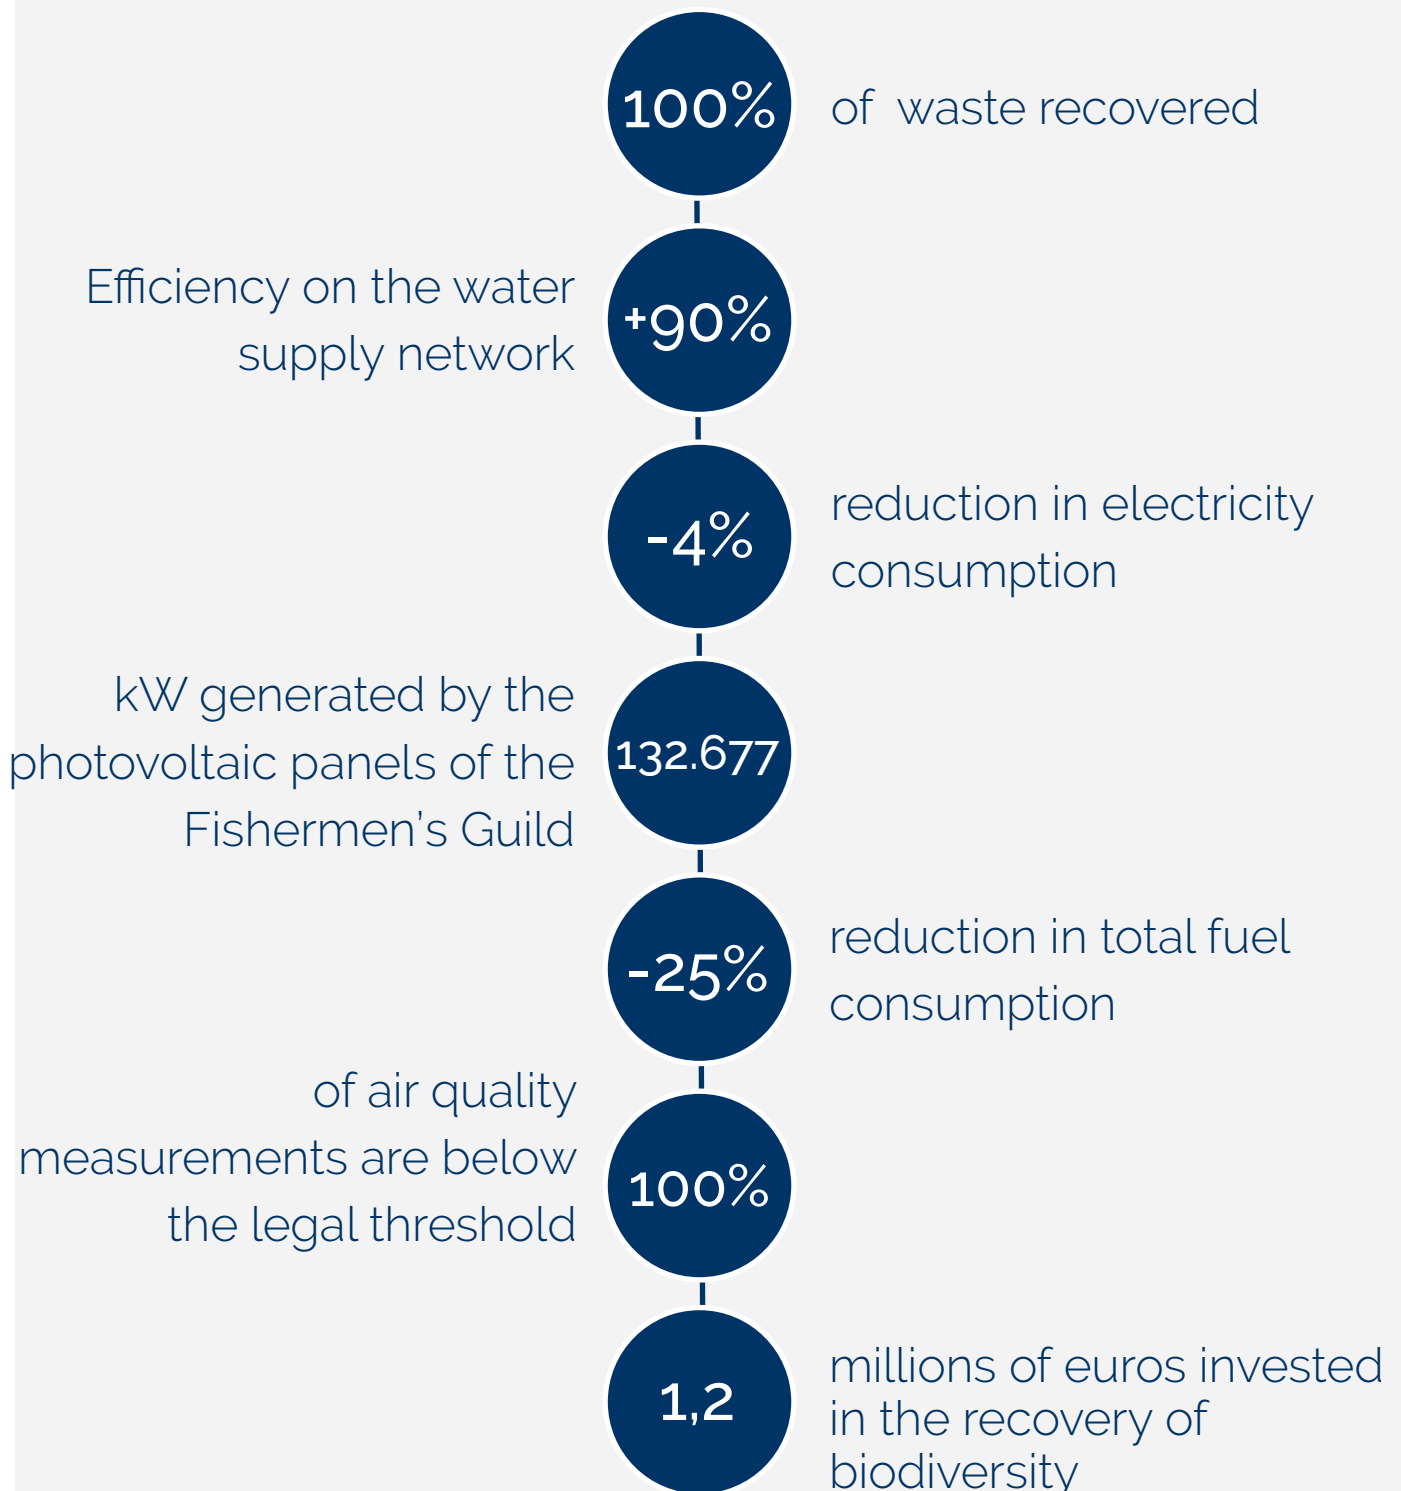 100%
of waste recovered
Efficiency on the water
supply network
+90%
-4%
reduction in electricity
consumption
kW generated by the
photovoltaic panels of the
Fishermen’s Guild
132.677
-25%
reduction in total fuel
consumption
of air quality
measurements are below
the legal threshold
100%
1,2
millions of euros invested
in the recovery of
biodiversity